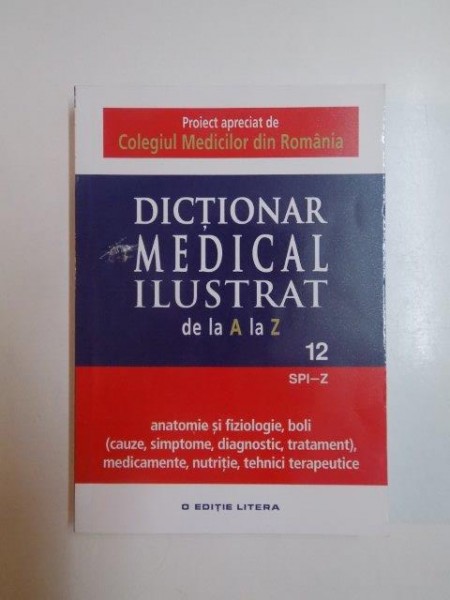 Proiect apreciat de
Colegiul Medicilor din România
DICȚIONAR
MEDICAL
ILUSTRAT
de la A la Z
12
SPI–Z
anatomie și fiziologie, boli
(cauze, simptome, diagnostic, tratament),
medicamente, nutriție, tehnici terapeutice
O EDIȚIE LITERA